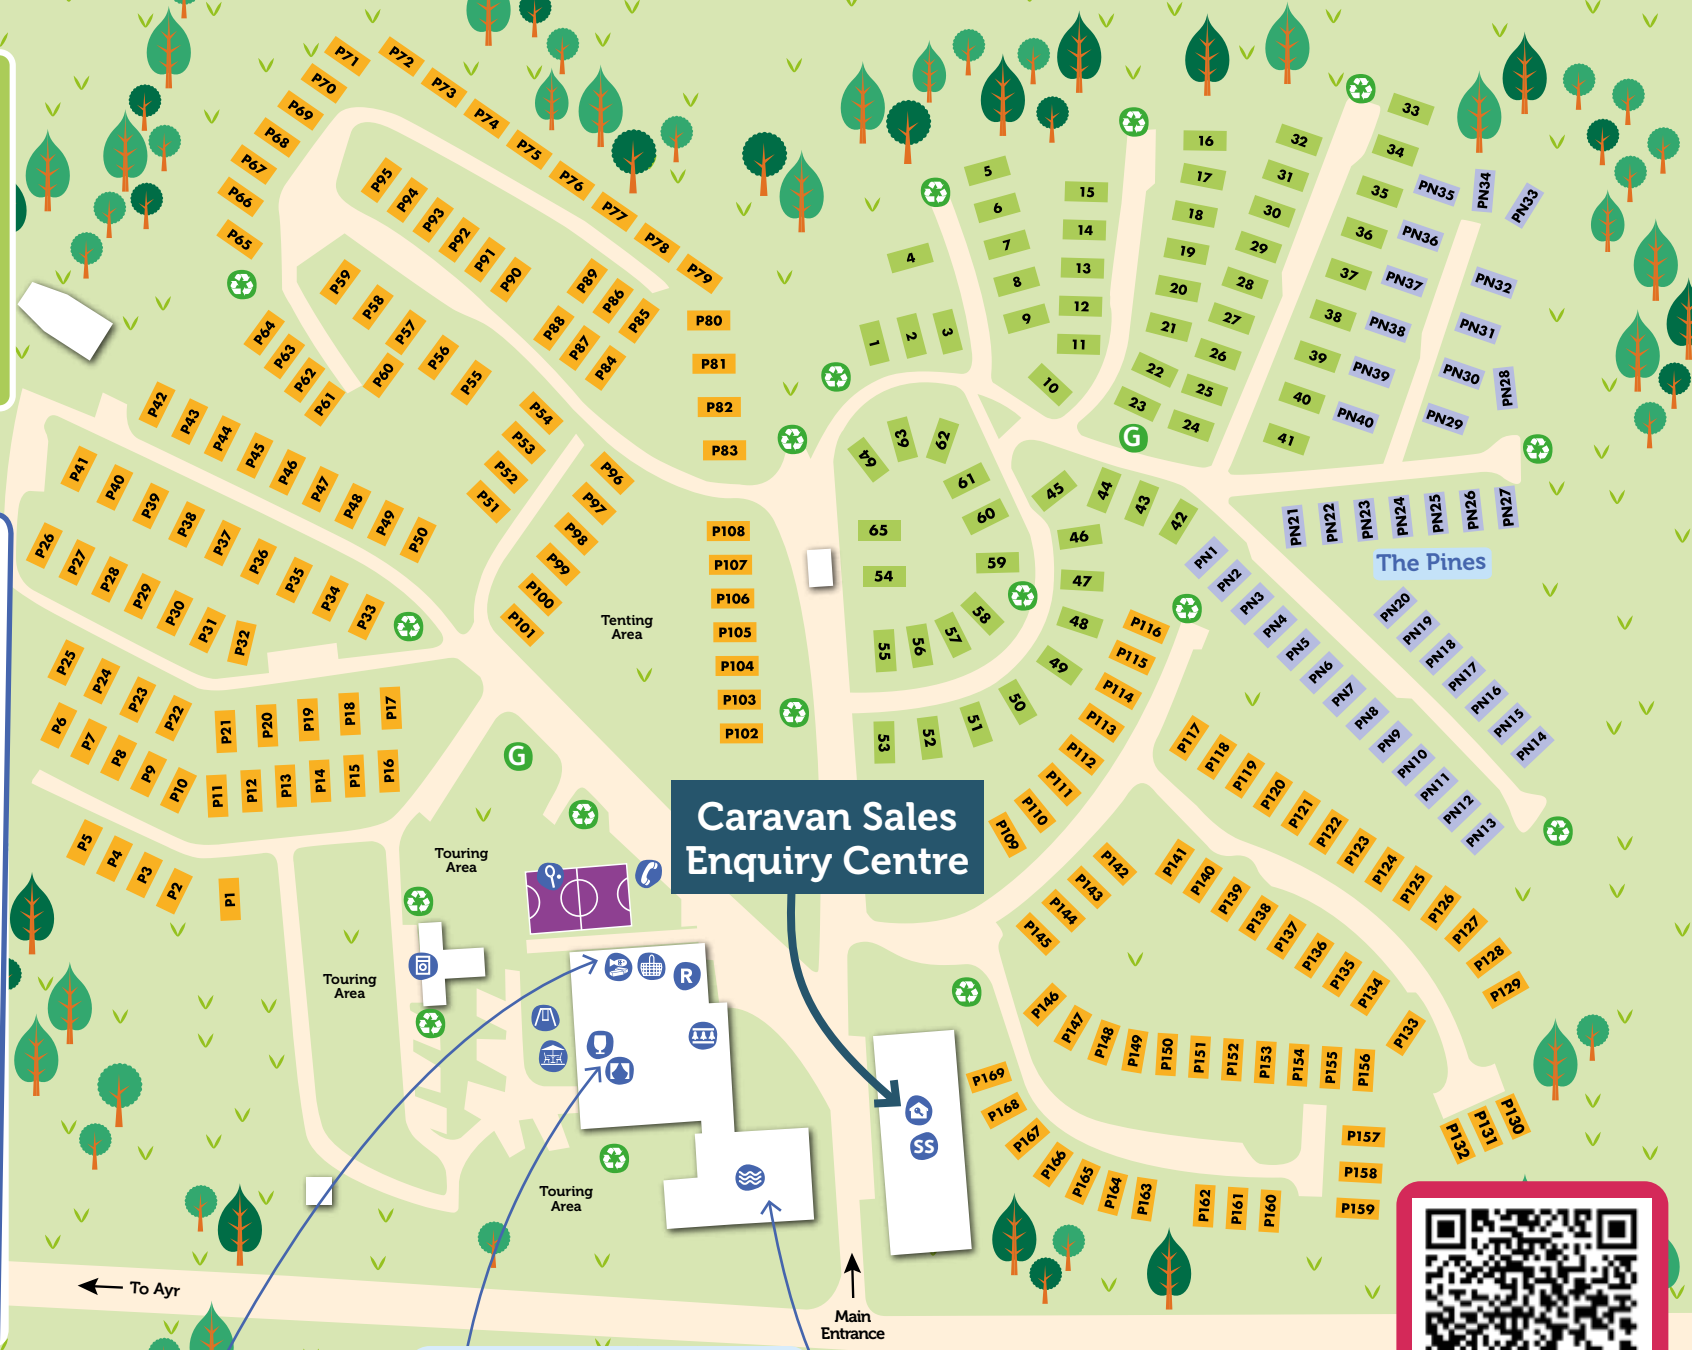 P71
P72
P70
P73
P69
P74
P68
P75
P67
P76
P66
P77
P65
P78
P79
P95
P94
P93
P92
P91
P90
P89
P86
P85
P88
P87
P84
P80
P81
P82
P83
P59
P58
P57
P56
P55
P60
P64
P63
P62
P61
P54
P53
P52
P51
P42
P43
P44
P45
P46
P47
P48
P49
P50
P41
P40
P39
P38
P37
P36
P35
P34
P33
P26
P27
P28
P29
P30
P31
P32
P96
P97
P98
P99
P100
P101
Tenting
Area
P108
P107
P106
P105
P104
P103
P102
P25
P24
P23
P22
P21
P20
P19
P18
P17
P6
P7
P8
P9
P10
P11
P12
P13
P14
P15
P16
P5
P4
P3
P2
P1
G
Touring
Area
Touring
Area
Touring
Area
R
SS
Caravan Sales
Enquiry Centre
1
2
3
4
5
6
7
8
9
10
11
12
13
14
15
16
17
18
19
20
21
22
23
24
25
26
27
28
29
30
31
32
33
34
35
36
37
38
39
40
41
G
42
43
44
45
46
47
48
49
50
51
52
53
54
55
56
57
58
59
60
61
62
63
64
65
PN35
PN34
PN33
PN36
PN37
PN38
PN39
PN40
PN32
PN31
PN30
PN29
PN28
PN21
PN22
PN23
PN24
PN25
PN26
PN27
The Pines
PN1
PN2
PN3
PN4
PN5
PN6
PN7
PN8
PN9
PN10
PN11
PN12
PN13
PN20
PN19
PN18
PN17
PN16
PN15
PN14
P116
P115
P114
P113
P112
P111
P110
P109
P117
P118
P119
P120
P121
P122
P123
P124
P125
P126
P127
P128
P129
P142
P143
P144
P145
P141
P140
P139
P138
P137
P136
P135
P134
P133
P146
P147
P148
P149
P150
P151
P152
P153
P154
P155
P156
P132
P131
P130
P169
P168
P167
P166
P165
P164
P163
P162
P161
P160
P157
P158
P159
To Ayr
Main
Entrance